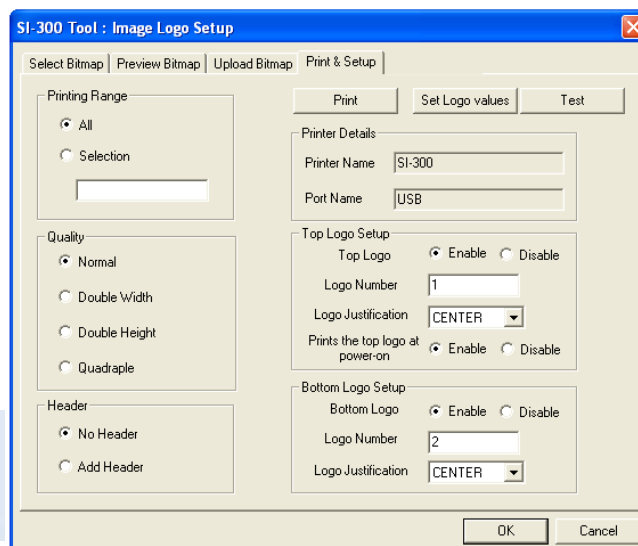 SI-300 Tool : Image Logo Setup
Select Bitmap Preview Bitmap Upload Bitmap Print & Setup
Printing Range
All
Selection
Quality
Normal
Double Width
Double Height
Quadraple
Header
No Header
Add Header
Print Set Logo values Test
Printer Details
Printer Name SI-300
Port Name USB
Top Logo Setup
Top Logo Enable Disable
Logo Number 1
Logo Justification CENTER
Prints the top logo at
power-on Enable Disable
Bottom Logo Setup
Bottom Logo Enable Disable
Logo Number 2
Logo Justification CENTER
OK Cancel